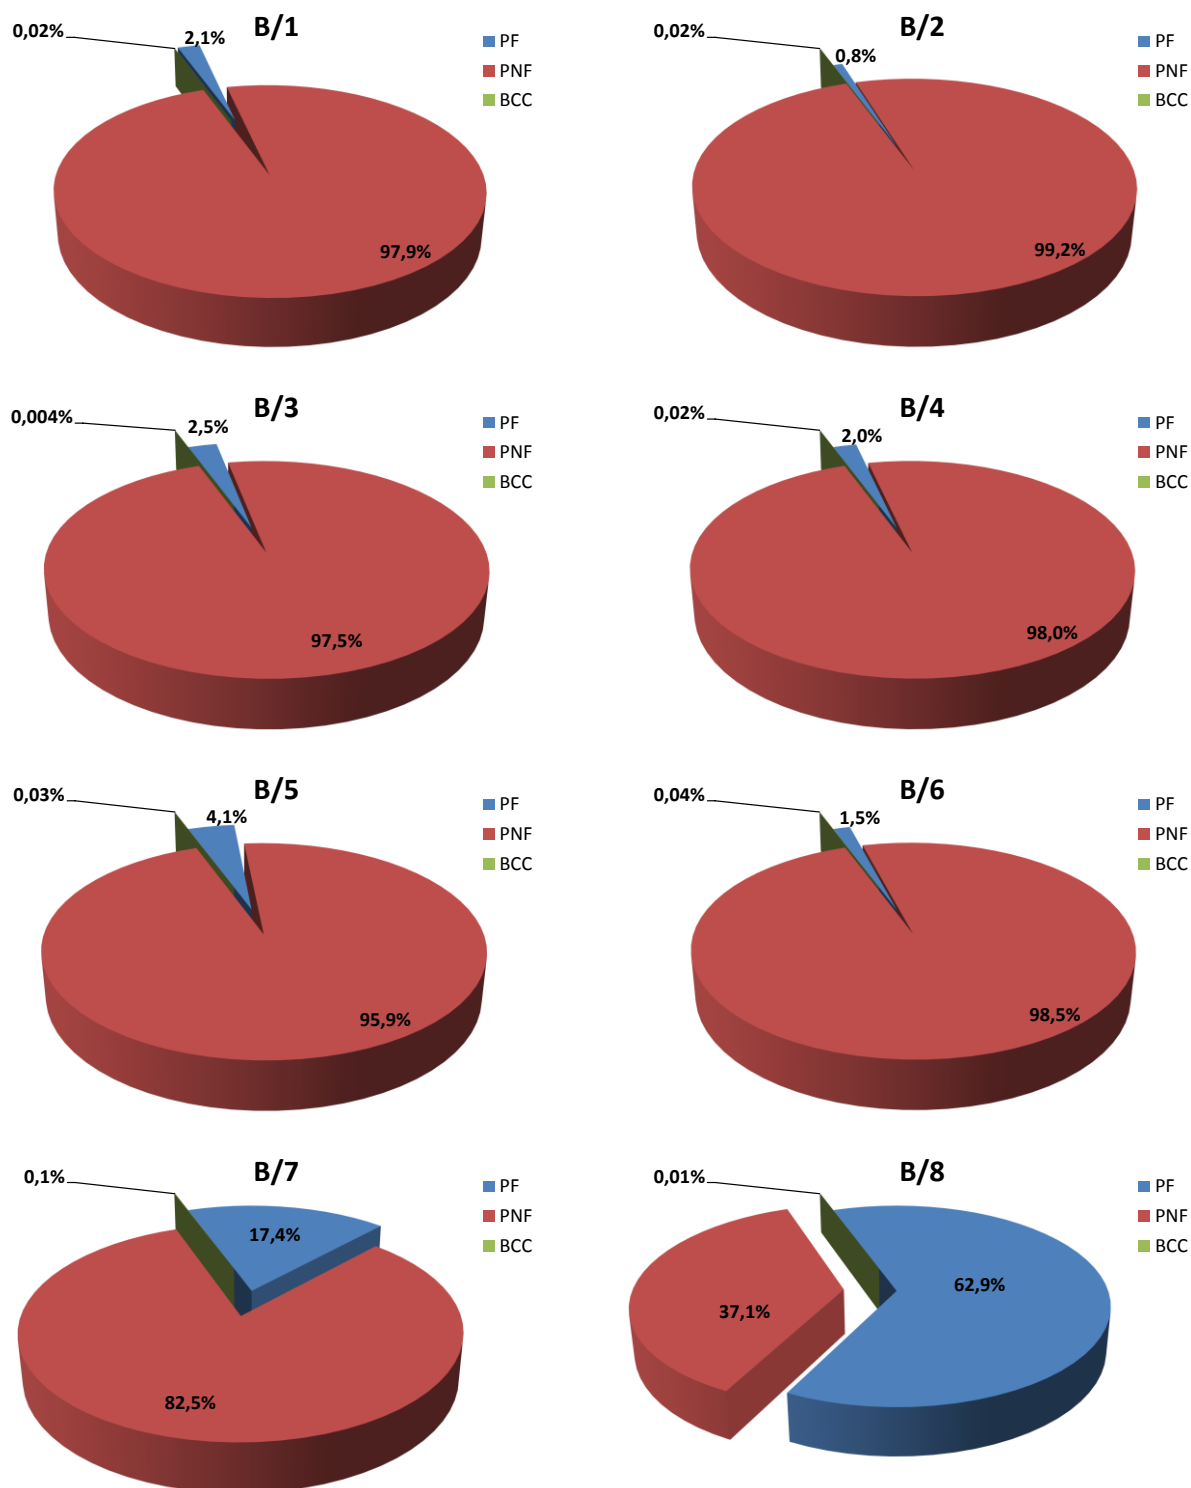 B/1
0,02%
2,1%
97,9%
PF
PNF
BCC
B/2
0,02%
0,8%
99,2%
PF
PNF
BCC
B/3
0,004%
2,5%
97,5%
PF
PNF
BCC
B/4
0,02%
2,0%
98,0%
PF
PNF
BCC
B/5
0,03%
4,1%
95,9%
PF
PNF
BCC
B/6
0,04%
1,5%
98,5%
PF
PNF
BCC
B/7
0,1%
17,4%
82,5%
PF
PNF
BCC
B/8
0,01%
62,9%
37,1%
PF
PNF
BCC